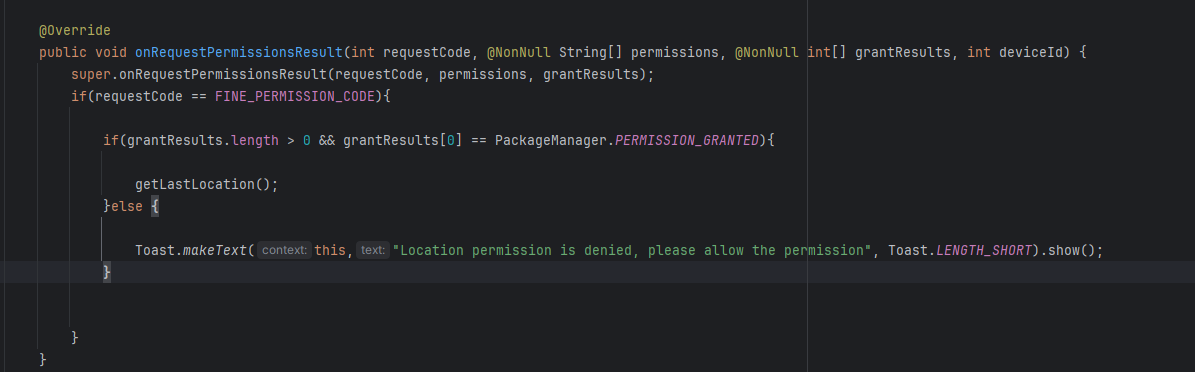 @Override
public void onRequestPermissionsResult(int requestCode, @NonNull String[] permissions, @NonNull int[] grantResults, int deviceId) {
super.onRequestPermissionsResult(requestCode, permissions, grantResults);
if(requestCode == FINE_PERMISSION_CODE){
if(grantResults.length > 0 && grantResults[0] == PackageManager.PERMISSION_GRANTED){
getLastLocation();
}else {
Toast.makeText( context: this, text: "Location permission is denied, please allow the permission", Toast.LENGTH_SHORT).show();
}
}
}